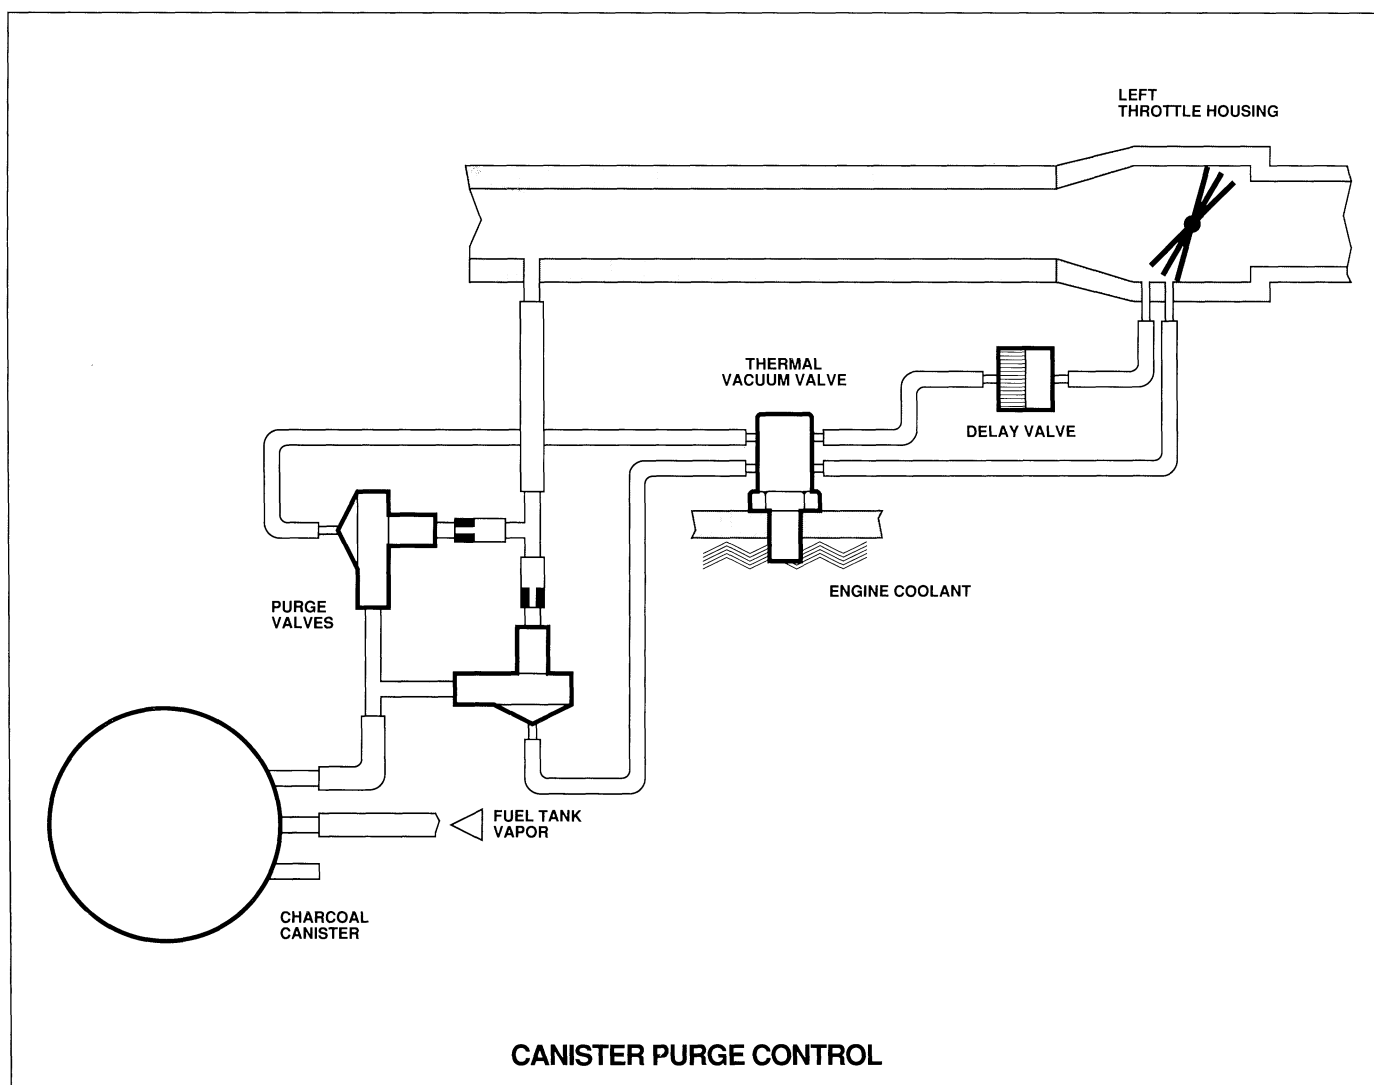 LEFT
THROTTLE HOUSING
THERMAL
VACUUM VALVE
DELAY VALVE
ENGINE COOLANT
PURGE
VALVES
FUEL TANK
VAPOR
CHARCOAL
CANISTER
CANISTER PURGE CONTROL